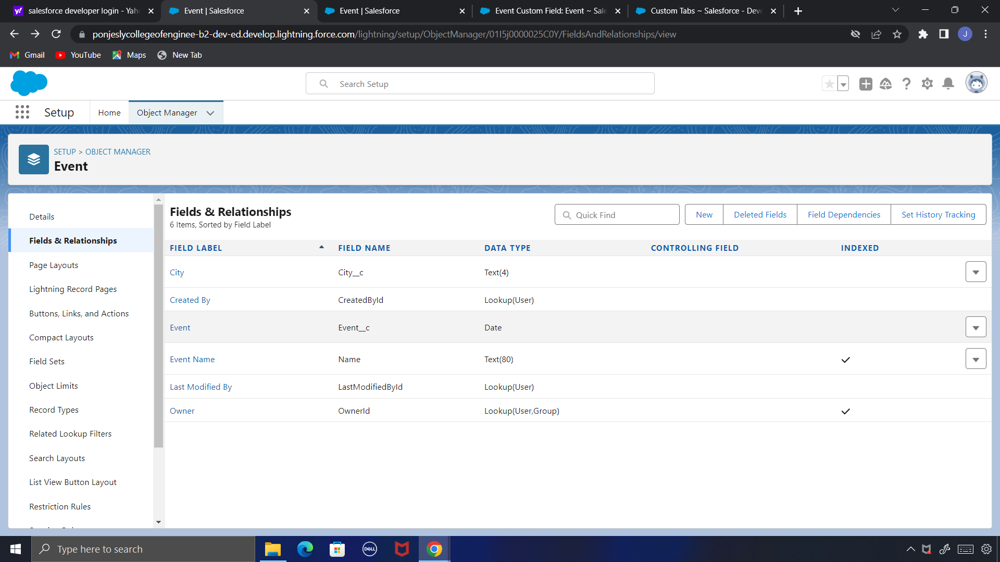 salesforce developer login - Yah
Event | Salesforce
Event | Salesforce
Event Custom Field: Event ~ Sale
Custom Tabs ~ Salesforce - Deve
ponjeslycollegeofenginee-b2-dev-ed.develop.lightning.force.com/lightning/setup/ObjectManager/01I5j0000025C0Y/FieldsAndRelationships/view
J
Gmail
YouTube
Maps
New Tab
Search Setup
Setup
Home
Object Manager
SETUP > OBJECT MANAGER
Event
Details
Fields & Relationships
Page Layouts
Lightning Record Pages
Buttons, Links, and Actions
Compact Layouts
Field Sets
Object Limits
Record Types
Related Lookup Filters
Search Layouts
List View Button Layout
Restriction Rules
Fields & Relationships
6 Items, Sorted by Field Label
Quick Find
New
Deleted Fields
Field Dependencies
Set History Tracking
FIELD LABEL FIELD NAME DATA TYPE CONTROLLING FIELD INDEXED
City City__c Text(4)
Created By CreatedById Lookup(User)
Event Event__c Date
Event Name Name Text(80)
Last Modified By LastModifiedById Lookup(User)
Owner OwnerId Lookup(User,Group)
Type here to search
DELL